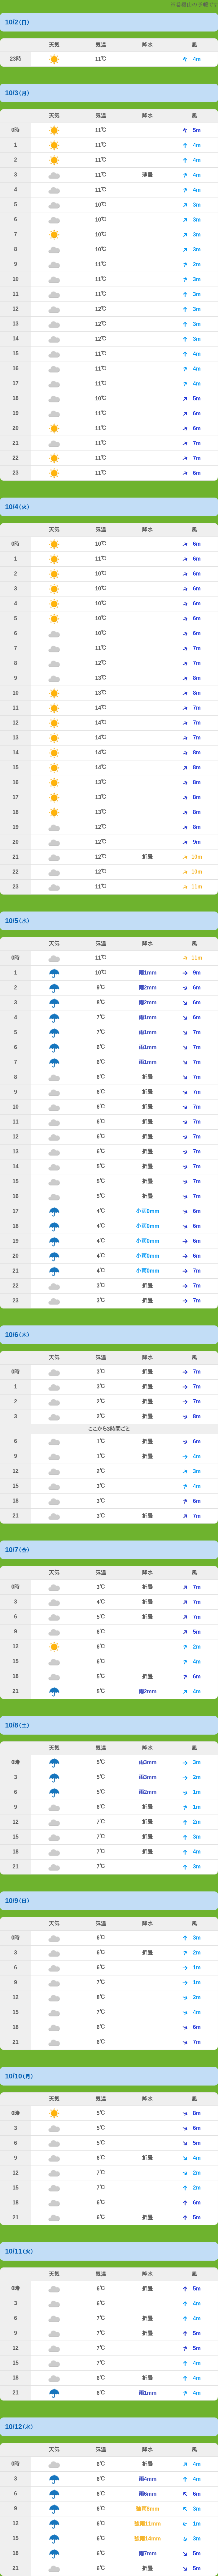 10/2(日)
天気 気温 降水 風
23時 11℃ 4m
10/3(月)
天気 気温 降水 風
0時 11℃ 5m
1 11℃ 4m
2 11℃ 4m
3 11℃ 薄曇 4m
4 11℃ 4m
5 10℃ 3m
6 10℃ 3m
7 10℃ 3m
8 10℃ 3m
9 11℃ 2m
10 11℃ 3m
11 11℃ 3m
12 12℃ 3m
13 12℃ 3m
14 12℃ 3m
15 11℃ 4m
16 11℃ 4m
17 11℃ 4m
18 10℃ 5m
19 11℃ 6m
20 11℃ 6m
21 11℃ 7m
22 11℃ 7m
23 11℃ 6m
10/4(火)
天気 気温 降水 風
0時 10℃ 6m
1 11℃ 6m
2 10℃ 6m
3 10℃ 6m
4 10℃ 6m
5 10℃ 6m
6 10℃ 6m
7 11℃ 7m
8 12℃ 7m
9 13℃ 8m
10 13℃ 8m
11 14℃ 7m
12 14℃ 7m
13 14℃ 7m
14 14℃ 8m
15 14℃ 8m
16 13℃ 8m
17 13℃ 8m
18 13℃ 8m
19 12℃ 8m
20 12℃ 9m
21 12℃ 折曇 10m
22 12℃ 10m
23 11℃ 11m
10/5(水)
天気 気温 降水 風
0時 11℃ 11m
1 10℃ 雨1mm 9m
2 9℃ 雨2mm 6m
3 8℃ 雨2mm 6m
4 7℃ 雨1mm 6m
5 7℃ 雨1mm 7m
6 6℃ 雨1mm 7m
7 6℃ 雨1mm 7m
8 6℃ 折曇 7m
9 6℃ 折曇 7m
10 6℃ 折曇 7m
11 6℃ 折曇 7m
12 6℃ 折曇 7m
13 6℃ 折曇 7m
14 5℃ 折曇 7m
15 5℃ 折曇 7m
16 5℃ 折曇 7m
17 4℃ 小雨0mm 6m
18 4℃ 小雨0mm 6m
19 4℃ 小雨0mm 6m
20 4℃ 小雨0mm 6m
21 4℃ 小雨0mm 7m
22 3℃ 折曇 7m
23 3℃ 折曇 7m
10/6(木)
天気 気温 降水 風
0時 3℃ 折曇 7m
1 3℃ 折曇 7m
2 2℃ 折曇 7m
3 2℃ 折曇 8m
ここから3時間ごと
6 1℃ 折曇 6m
9 1℃ 折曇 4m
12 2℃ 3m
15 3℃ 4m
18 3℃ 6m
21 3℃ 折曇 7m
10/7(金)
天気 気温 降水 風
0時 3℃ 折曇 7m
3 4℃ 折曇 7m
6 5℃ 折曇 7m
9 6℃ 5m
12 6℃ 2m
15 6℃ 4m
18 5℃ 折曇 6m
21 5℃ 雨2mm 4m
10/8(土)
天気 気温 降水 風
0時 5℃ 雨3mm 3m
3 5℃ 雨3mm 2m
6 5℃ 雨2mm 1m
9 6℃ 折曇 1m
12 7℃ 折曇 2m
15 7℃ 折曇 3m
18 7℃ 折曇 4m
21 7℃ 3m
10/9(日)
天気 気温 降水 風
0時 6℃ 3m
3 6℃ 折曇 2m
6 6℃ 1m
9 7℃ 1m
12 8℃ 2m
15 7℃ 4m
18 6℃ 6m
21 6℃ 7m
10/10(月)
天気 気温 降水 風
0時 5℃ 8m
3 5℃ 6m
6 5℃ 5m
9 6℃ 折曇 4m
12 7℃ 2m
15 7℃ 2m
18 6℃ 6m
21 6℃ 折曇 5m
10/11(火)
天気 気温 降水 風
0時 6℃ 折曇 5m
3 6℃ 4m
6 7℃ 折曇 4m
9 7℃ 折曇 5m
12 7℃ 5m
15 7℃ 4m
18 6℃ 折曇 4m
21 6℃ 雨1mm 4m
10/12(水)
天気 気温 降水 風
0時 6℃ 折曇 4m
3 6℃ 雨4mm 4m
6 6℃ 雨6mm 6m
9 6℃ 強雨8mm 3m
12 6℃ 強雨11mm 1m
15 6℃ 強雨14mm 3m
18 5℃ 雨7mm 5m
21 6℃ 折曇 5m